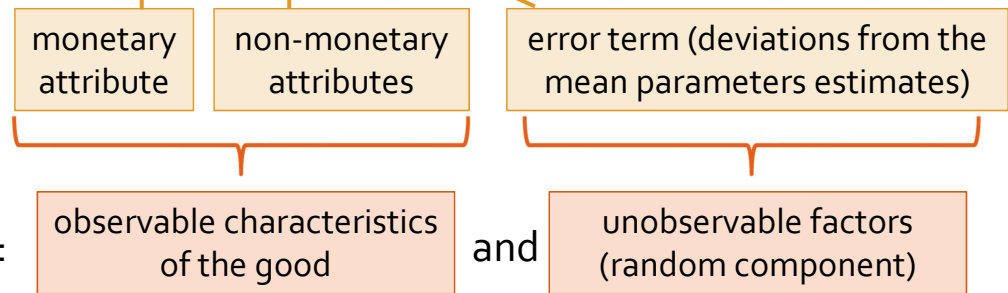 monetary
attribute
non-monetary
attributes
error term (deviations from the
mean parameters estimates)
:
observable characteristics
of the good
and
unobservable factors
(random component)